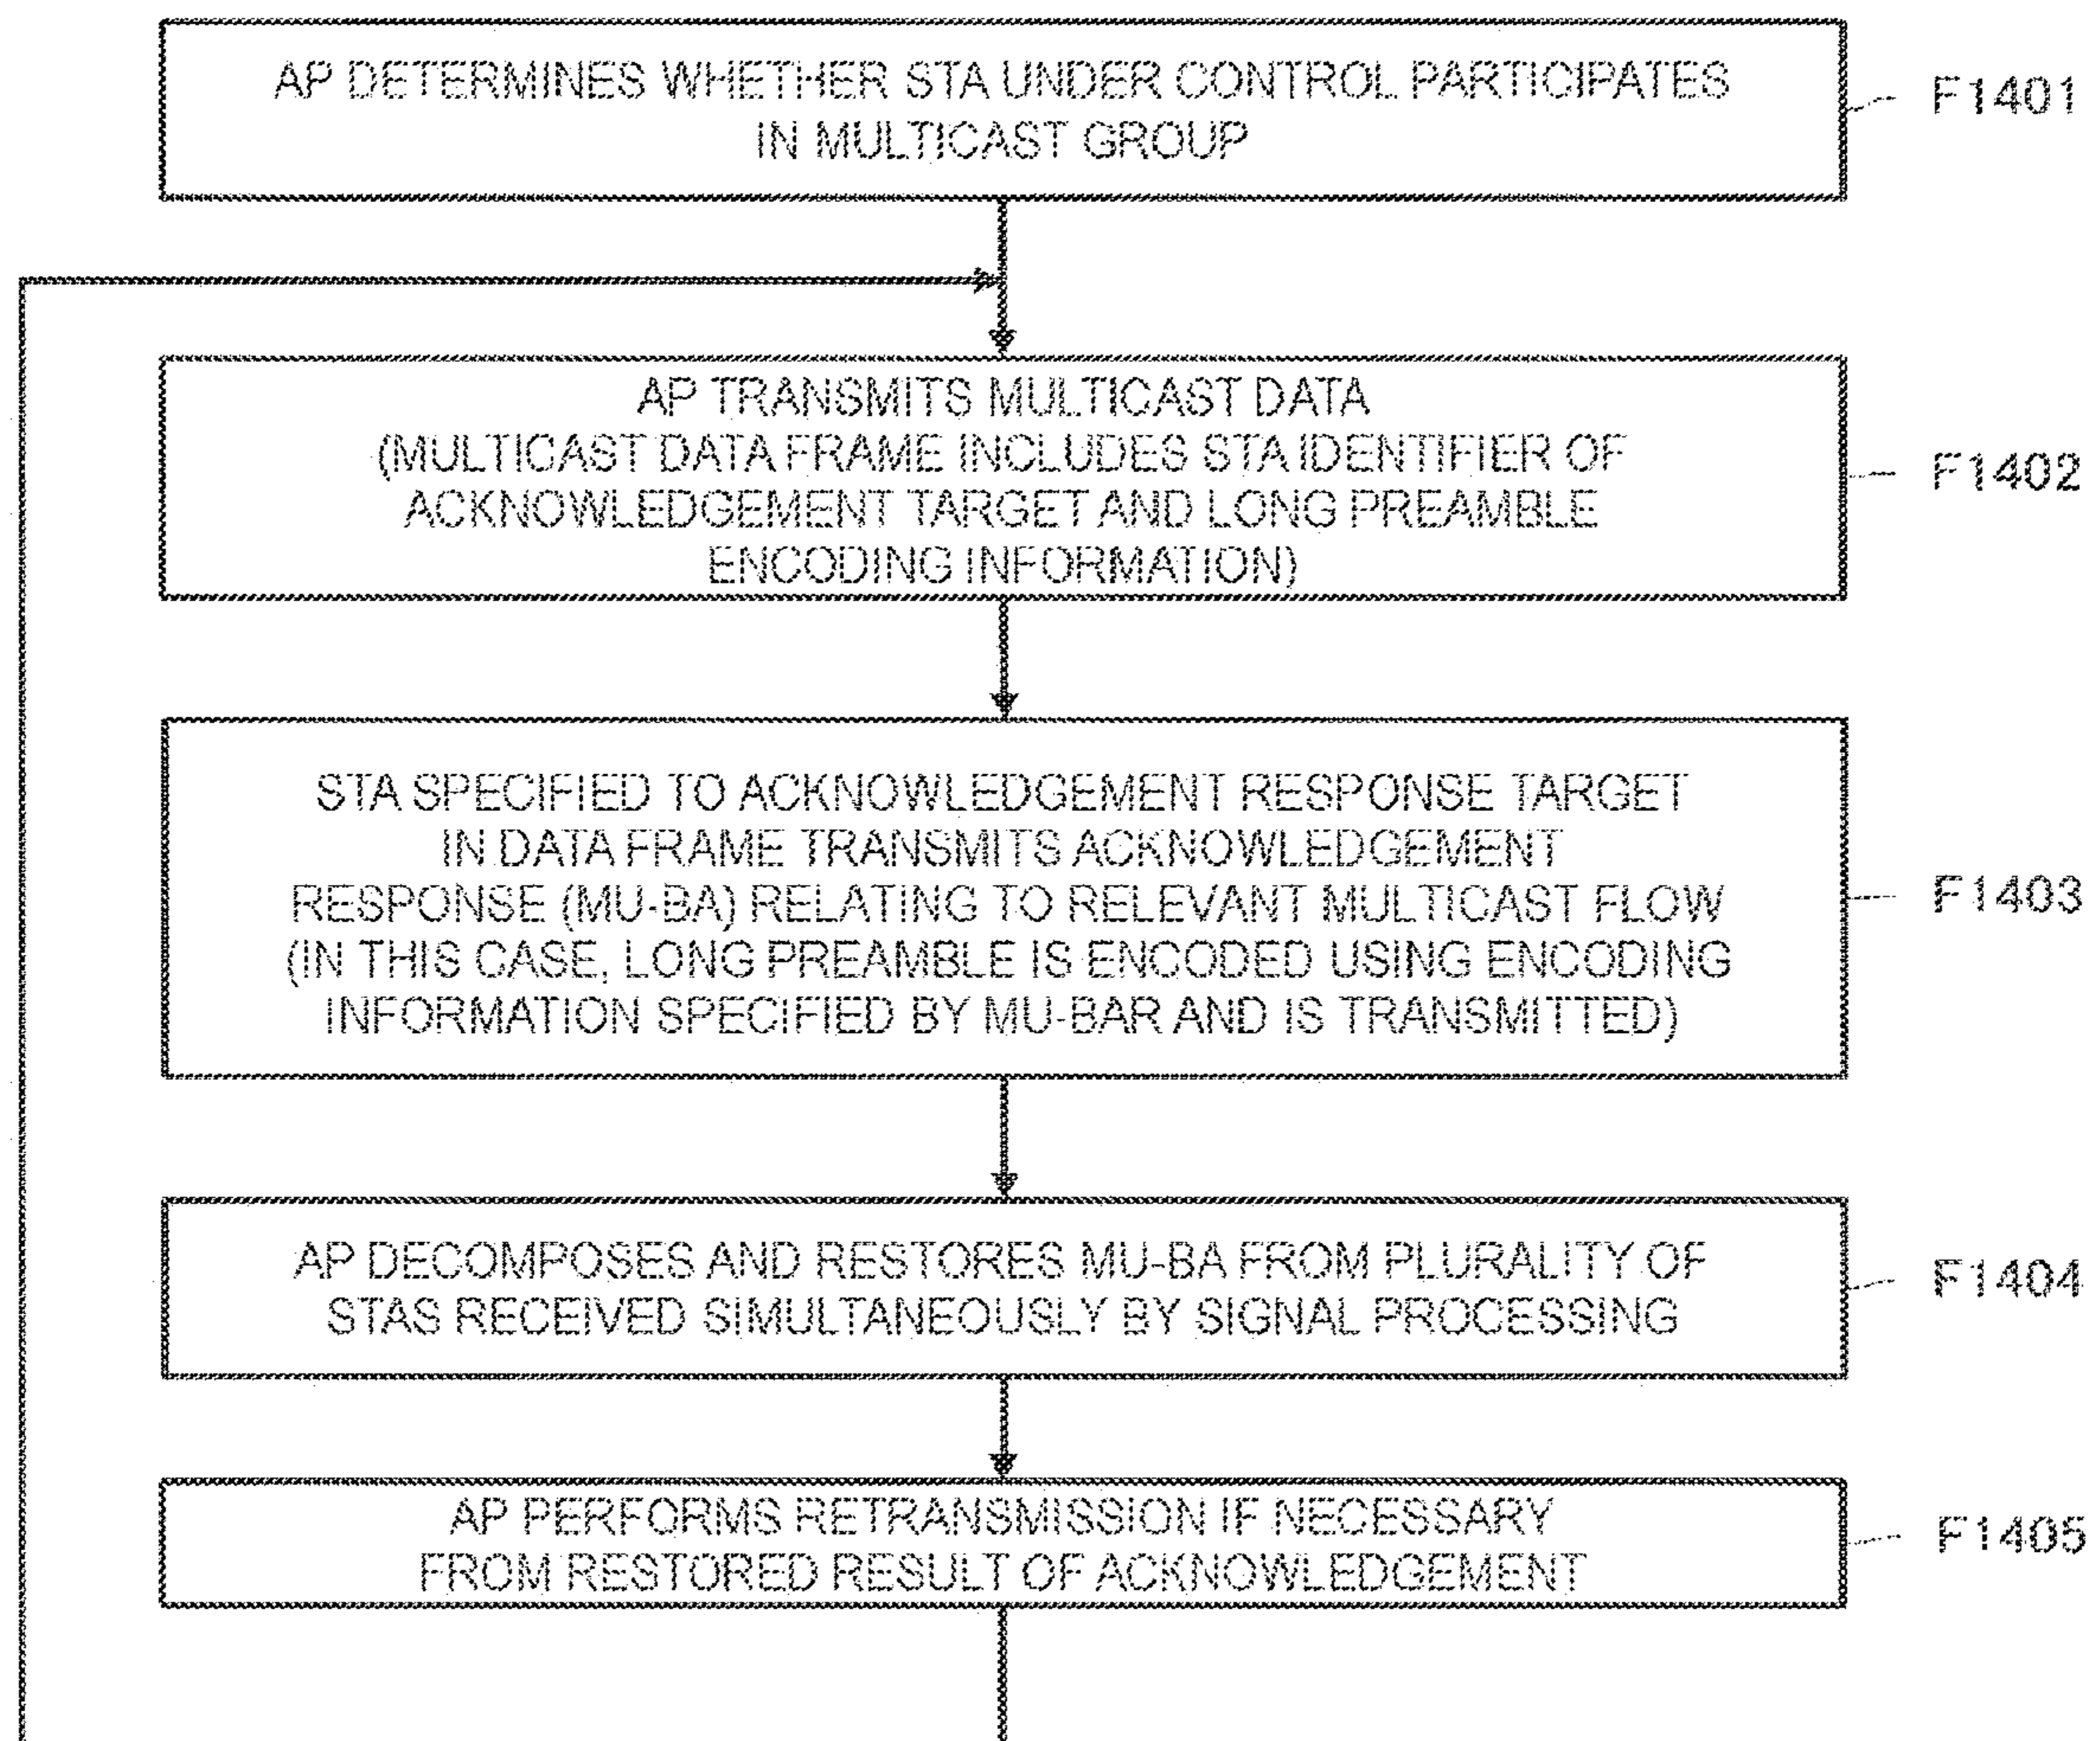 AP DETERMINES WHETHER STA UNDER CONTROL PARTICIPATES
IN MULTICAST GROUP
F1401
AP TRANSMITS MULTICAST DATA
(MULTICAST DATA FRAME INCLUDES STA IDENTIFIER OF
ACKNOWLEDGEMENT TARGET AND LONG PREAMBLE
ENCODING INFORMATION)
F1402
STA SPECIFIED TO ACKNOWLEDGEMENT RESPONSE TARGET
IN DATA FRAME TRANSMITS ACKNOWLEDGEMENT
RESPONSE (MU-BA) RELATING TO RELEVANT MULTICAST FLOW
(IN THIS CASE, LONG PREAMBLE IS ENCODED USING ENCODING
INFORMATION SPECIFIED BY MU-BAR AND IS TRANSMITTED)
F1403
AP DECOMPOSES AND RESTORES MU-BA FROM PLURALITY OF
STAS RECEIVED SIMULTANEOUSLY BY SIGNAL PROCESSING
F1404
AP PERFORMS RETRANSMISSION IF NECESSARY
FROM RESTORED RESULT OF ACKNOWLEDGEMENT
F1405